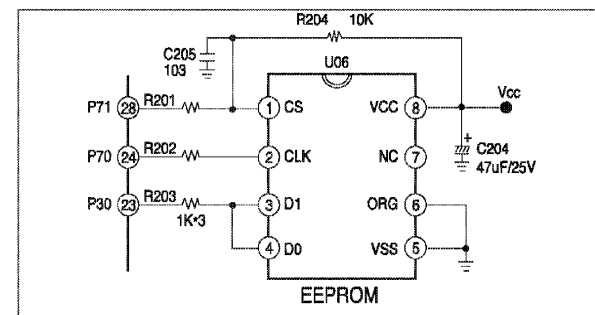 R204 10K
C205
103
U06
P71 28 R201 1 CS VCC 8 Vcc
P70 24 R202 2 CLK NC 7 + C204
47uF/25V
P30 23 R203 3 D1 ORG 6
1K*3
4 D0 VSS 5
EEPROM